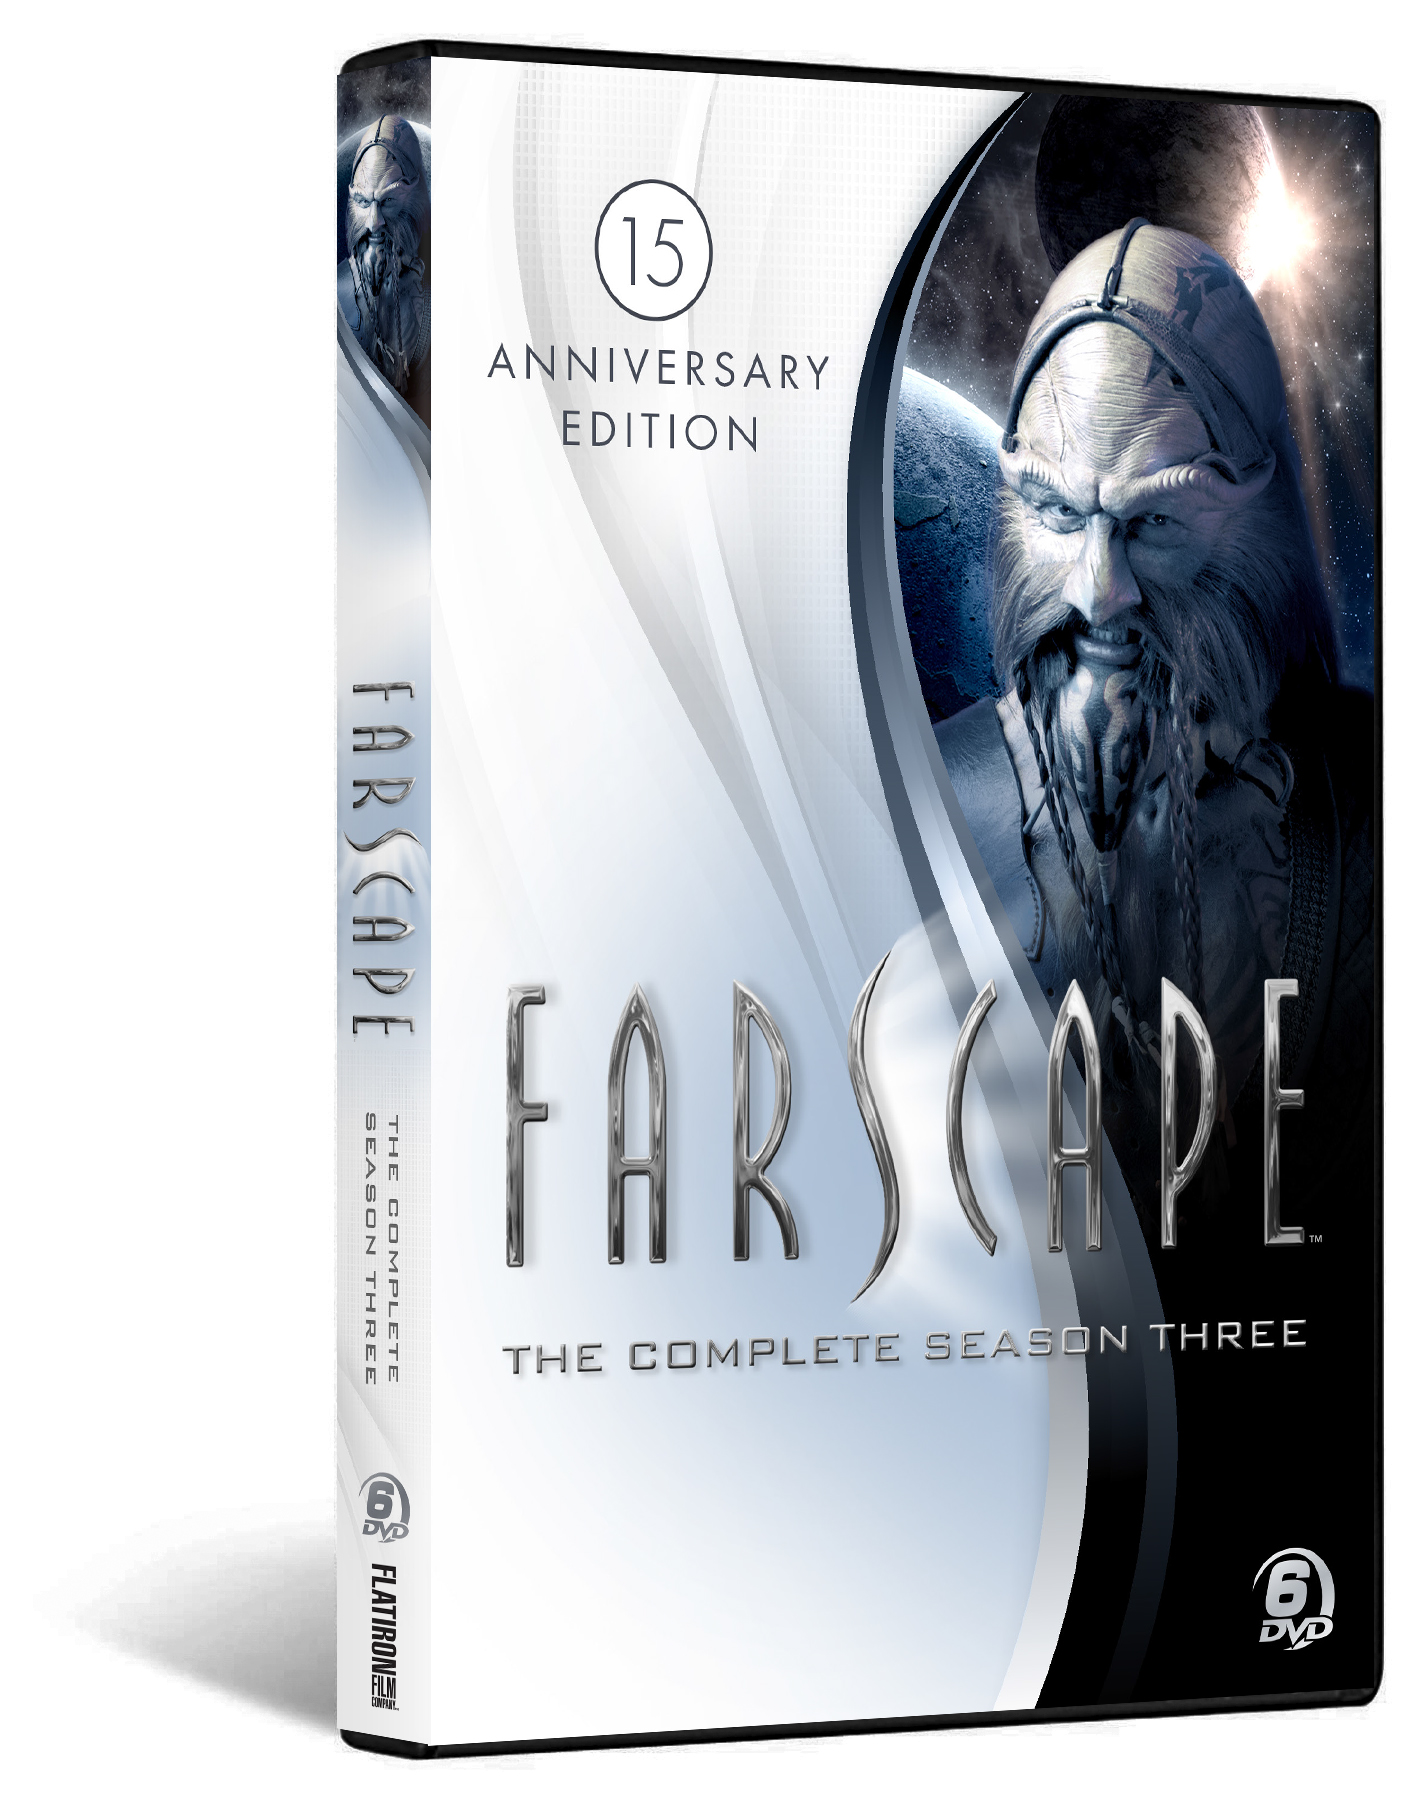 15
ANNIVERSARY
EDITION
FARSCAPE™
THE COMPLETE SEASON THREE
6
DVD
FARSCAPE
THE COMPLETE
SEASON THREE
6
DVD
FLATIRON
FILM
COMPANY